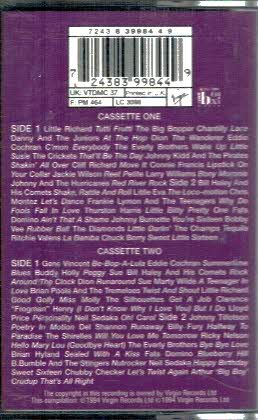 7243 8 39984 4 9
7 24383 99844 9
UK: VTDMC 37
F: PM 464
LC 3098
Virgin
CASSETTE ONE
SIDE 1 Little Richard Tutti Frutti The Big Bopper Chantilly Lace
Danny And The Juniors At The Hop Dion The Wanderer Eddie
Cochran C'mon Everybody The Everly Brothers Wake Up Little
Susie The Crickets That'll Be The Day Johnny Kidd And The Pirates
Shakin' All Over Cliff Richard Move It Connie Francis Lipstick On
Your Collar Jackie Wilson Reet Petite Larry Williams Bony Moronie
Johnny And The Hurricanes Red River Rock Side 2 Bill Haley And
His Comets Shake, Rattle And Roll Little Eva The Loco-motion Chris
Montez Let's Dance Frankie Lymon And The Teenagers Why Do
Fools Fall In Love Thurston Harris Little Bitty Pretty One Fats
Domino Ain't That A Shame Johnny Burnette You're Sixteen Bobby
Vee Rubber Ball The Diamonds Little Darlin' The Champs Tequila
Ritchie Valens La Bamba Chuck Berry Sweet Little Sixteen
CASSETTE TWO
SIDE 1 Gene Vincent Be-Bop-A-Lula Eddie Cochran Summertime
Blues Buddy Holly Peggy Sue Bill Haley And His Comets Rock
Around The Clock Dion Runaround Sue Marty Wilde A Teenager In
Love Brian Poole And The Tremeloes Twist And Shout Little Richard
Good Golly Miss Molly The Silhouettes Get A Job Clarence
"Frogman" Henry (I Don't Know Why I Love You) But I Do Lloyd
Price Personality Neil Sedaka Oh! Carol Side 2 Johnny Tillotson
Poetry In Motion Del Shannon Runaway Billy Fury Halfway To
Paradise The Shirelles Will You Love Me Tomorrow Ricky Nelson
Hello Mary Lou (Goodbye Heart) The Everly Brothers Bye Bye Love
Brian Hyland Sealed With A Kiss Fats Domino Blueberry Hill
B.Bumble And The Stingers Nutrocker Neil Sedaka Happy Birthday
Sweet Sixteen Chubby Checker Let's Twist Again Arthur 'Big Boy'
Crudup That's All Right
The copyright in this recording is owned by Virgin Records Ltd
This compilation ℗ 1994 Virgin Records Ltd © 1994 Virgin Records Ltd